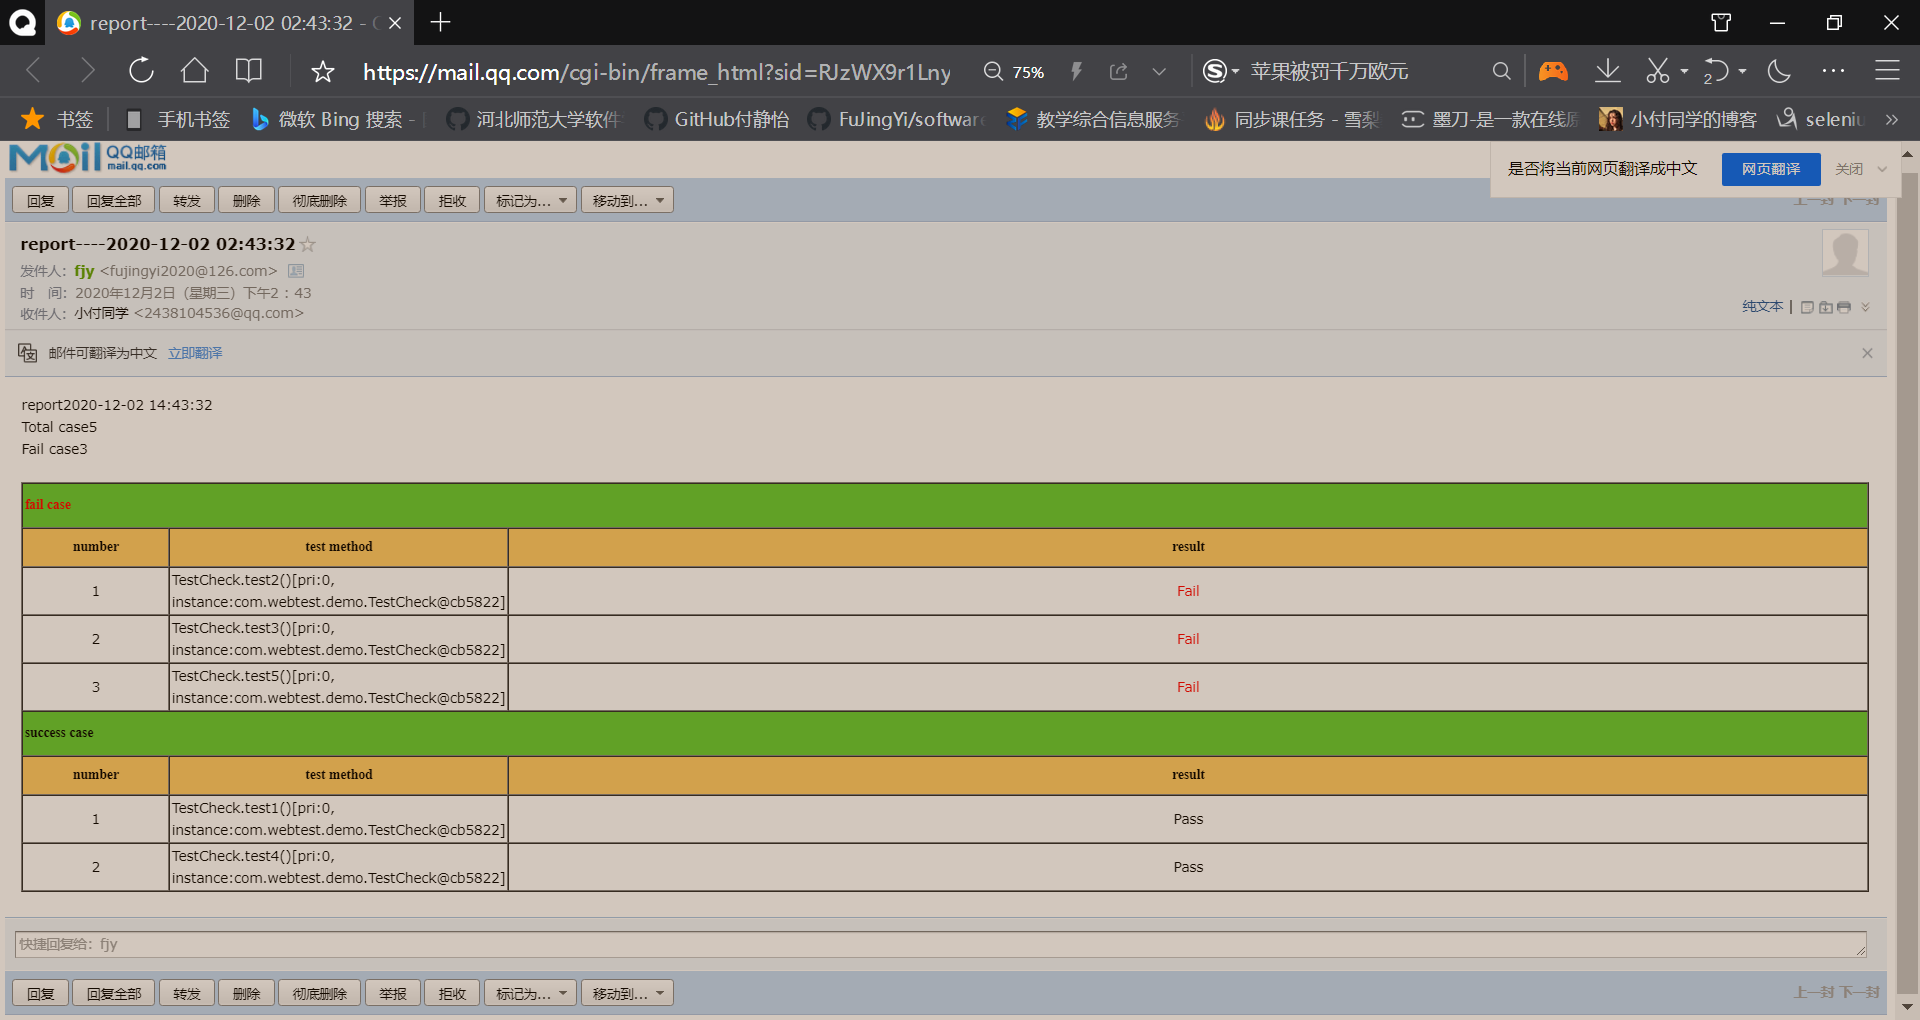 report----2020-12-02 02:43:32 -
https://mail.qq.com/cgi-bin/frame_html?sid=RJzWX9r1Lny
75%
苹果被罚千万欧元
书签
手机书签
微软 Bing 搜索 -
河北师范大学软件
GitHub付静怡
FuJingYi/software
教学综合信息服务
同步课任务 - 雪梨
墨刀-是一款在线原
小付同学的博客
seleniu
Mail QQ邮箱
mail.qq.com
是否将当前网页翻译成中文 网页翻译 关闭
回复 回复全部 转发 删除 彻底删除 举报 拒收 标记为... 移动到...
上一封 下一封
report----2020-12-02 02:43:32
发件人：fjy <fujingyi2020@126.com>
时 间：2020年12月2日（星期三）下午2：43
收件人：小付同学 <2438104536@qq.com>
纯文本 |
邮件可翻译为中文 立即翻译
report2020-12-02 14:43:32
Total case5
Fail case3
fail case
number test method result
1 TestCheck.test2()[pri:0, instance:com.webtest.demo.TestCheck@cb5822] Fail
2 TestCheck.test3()[pri:0, instance:com.webtest.demo.TestCheck@cb5822] Fail
3 TestCheck.test5()[pri:0, instance:com.webtest.demo.TestCheck@cb5822] Fail
success case
number test method result
1 TestCheck.test1()[pri:0, instance:com.webtest.demo.TestCheck@cb5822] Pass
2 TestCheck.test4()[pri:0, instance:com.webtest.demo.TestCheck@cb5822] Pass
快捷回复给：fjy
回复 回复全部 转发 删除 彻底删除 举报 拒收 标记为... 移动到...
上一封 下一封